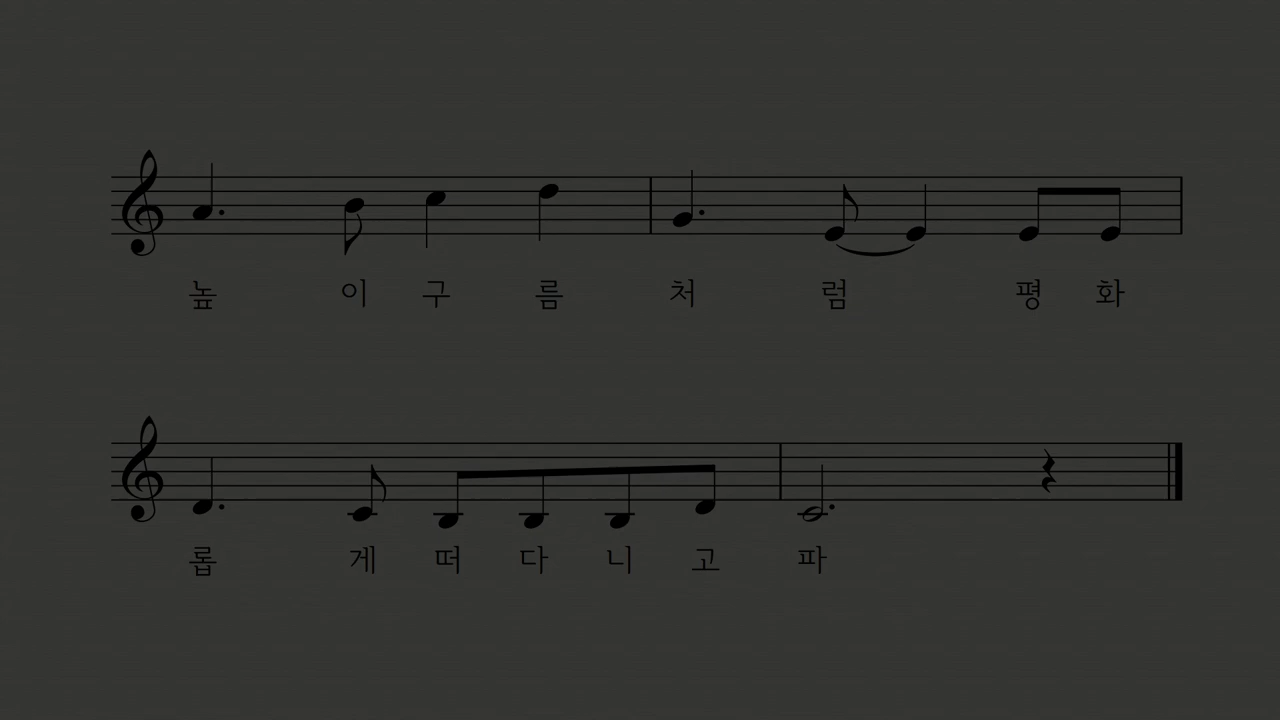 높 이 구 름 처 럼 평 화
롭 게 떠 다 니 고 파